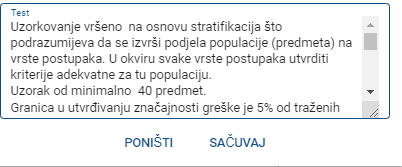 Test
Uzorkovanje vršeno  na osnovu stratifikacija što
podrazumijeva da se izvrši podjela populacije (predmeta) na
vrste postupaka. U okviru svake vrste postupaka utvrditi
kriterije adekvatne za tu populaciju.
Uzorak od minimalno  40 predmet.
Granica u utvrđivanju značajnosti greške je 5% od traženih
PONIŠTI SAČUVAJ